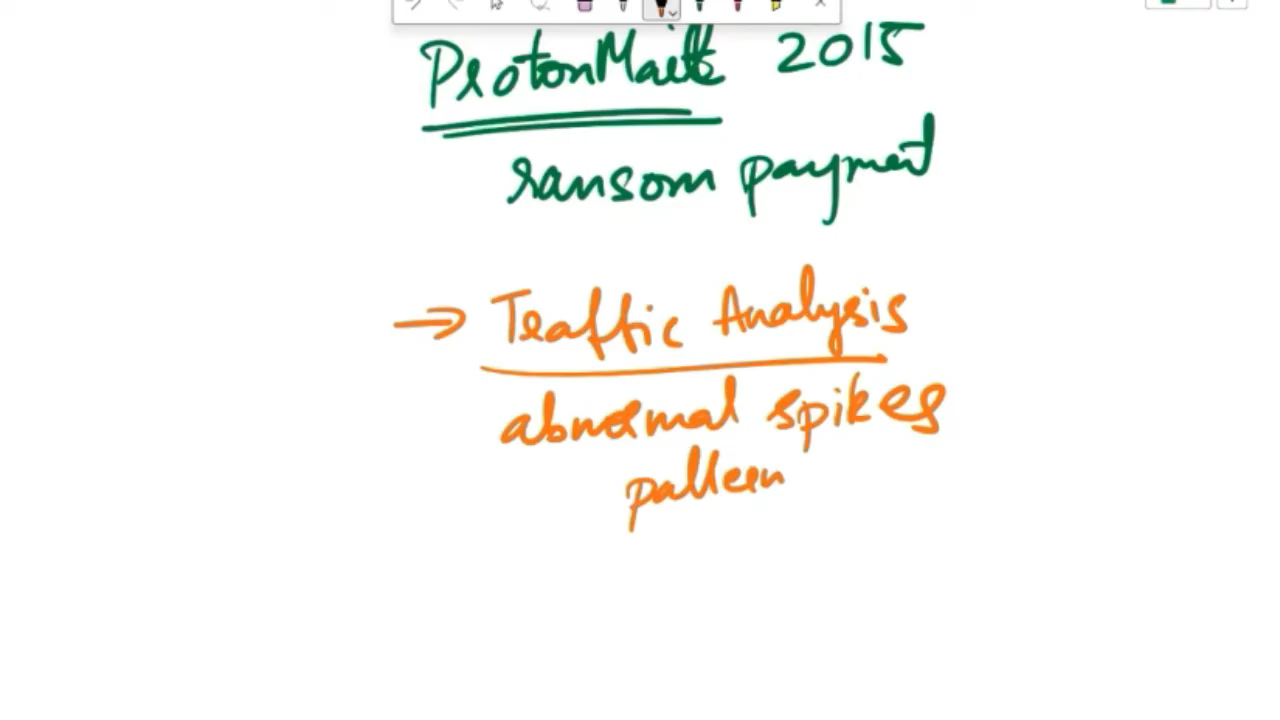 ProtonMail 2015
ransom payment
→ Traffic Analysis
abnormal spikes
pattern